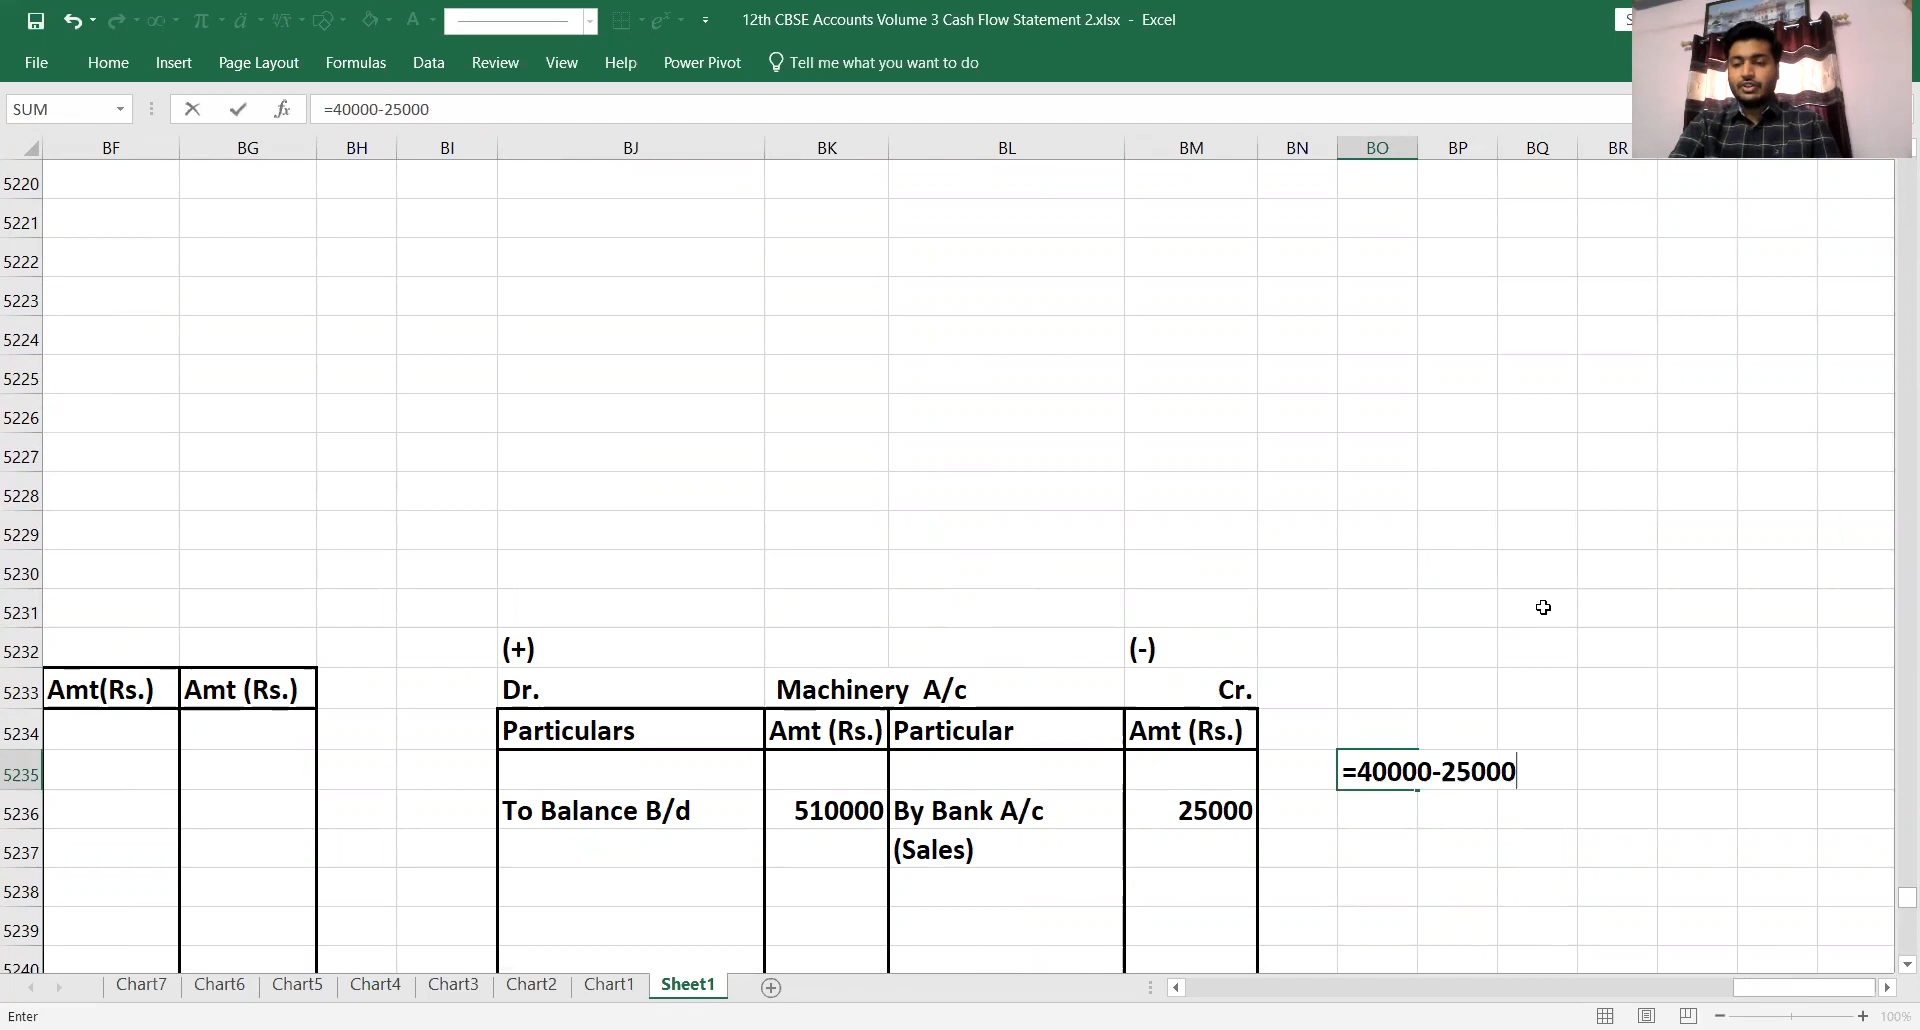 12th CBSE Accounts Volume 3 Cash Flow Statement 2.xlsx - Excel
File Home Insert Page Layout Formulas Data Review View Help Power Pivot Tell me what you want to do
SUM fx =40000-25000
BF BG BH BI BJ BK BL BM BN BO BP BQ BR
5220
5221
5222
5223
5224
5225
5226
5227
5228
5229
5230
5231
5232 (+) (-)
5233 Amt(Rs.) Amt (Rs.) Dr. Machinery A/c Cr.
5234 Particulars Amt (Rs.) Particular Amt (Rs.)
5235 =40000-25000
5236 To Balance B/d 510000 By Bank A/c 25000
5237 (Sales)
5238
5239
5240
Chart7 Chart6 Chart5 Chart4 Chart3 Chart2 Chart1 Sheet1
Enter 100%